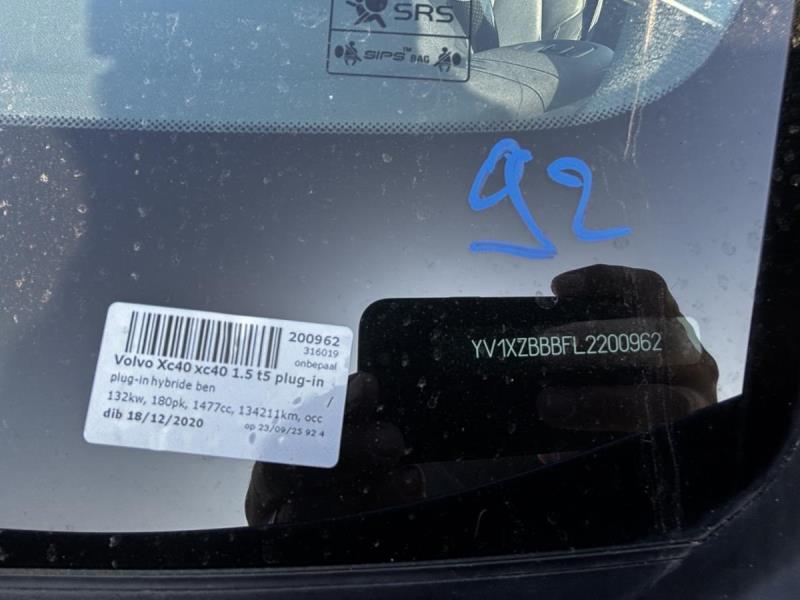 SRS
SIPS™ BAG
92
200962
316019
onbepaal
Volvo Xc40 xc40 1.5 t5 plug-in
plug-in hybride ben /
132kw, 180pk, 1477cc, 134211km, occ
dib 18/12/2020 op 23/09/25 92 4
YV1XZBBBFL2200962